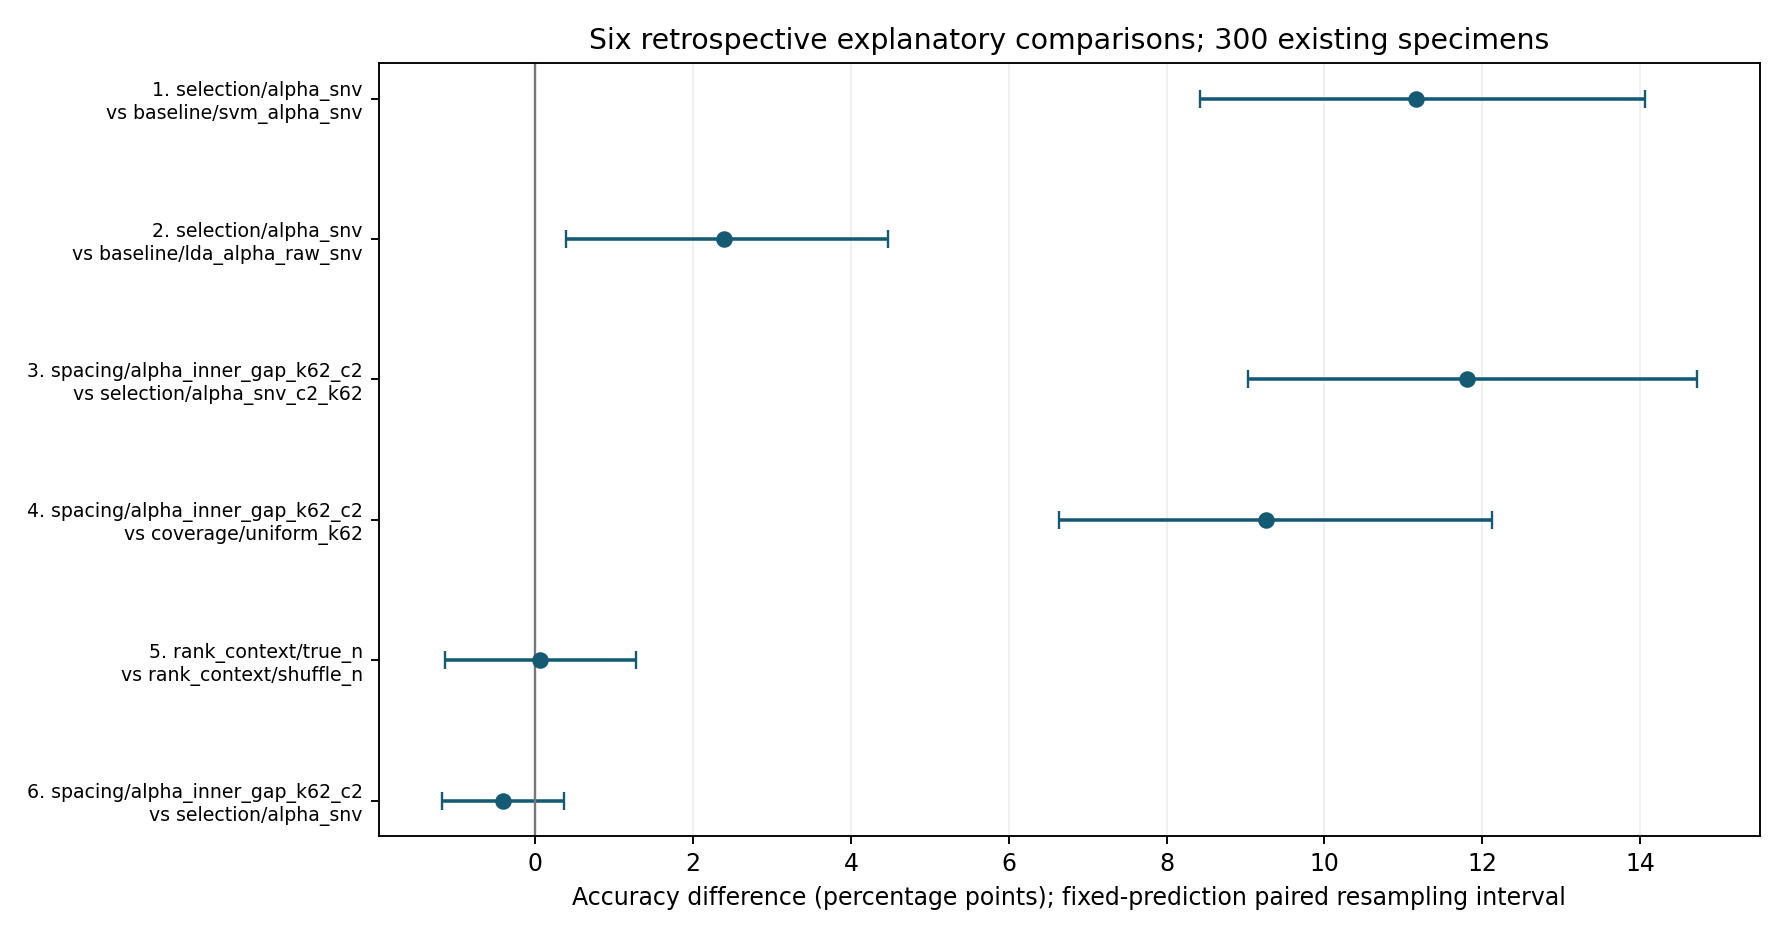 Six retrospective explanatory comparisons; 300 existing specimens
1. selection/alpha_snv
vs baseline/svm_alpha_snv
2. selection/alpha_snv
vs baseline/lda_alpha_raw_snv
3. spacing/alpha_inner_gap_k62_c2
vs selection/alpha_snv_c2_k62
4. spacing/alpha_inner_gap_k62_c2
vs coverage/uniform_k62
5. rank_context/true_n
vs rank_context/shuffle_n
6. spacing/alpha_inner_gap_k62_c2
vs selection/alpha_snv
0 2 4 6 8 10 12 14
Accuracy difference (percentage points); fixed-prediction paired resampling interval